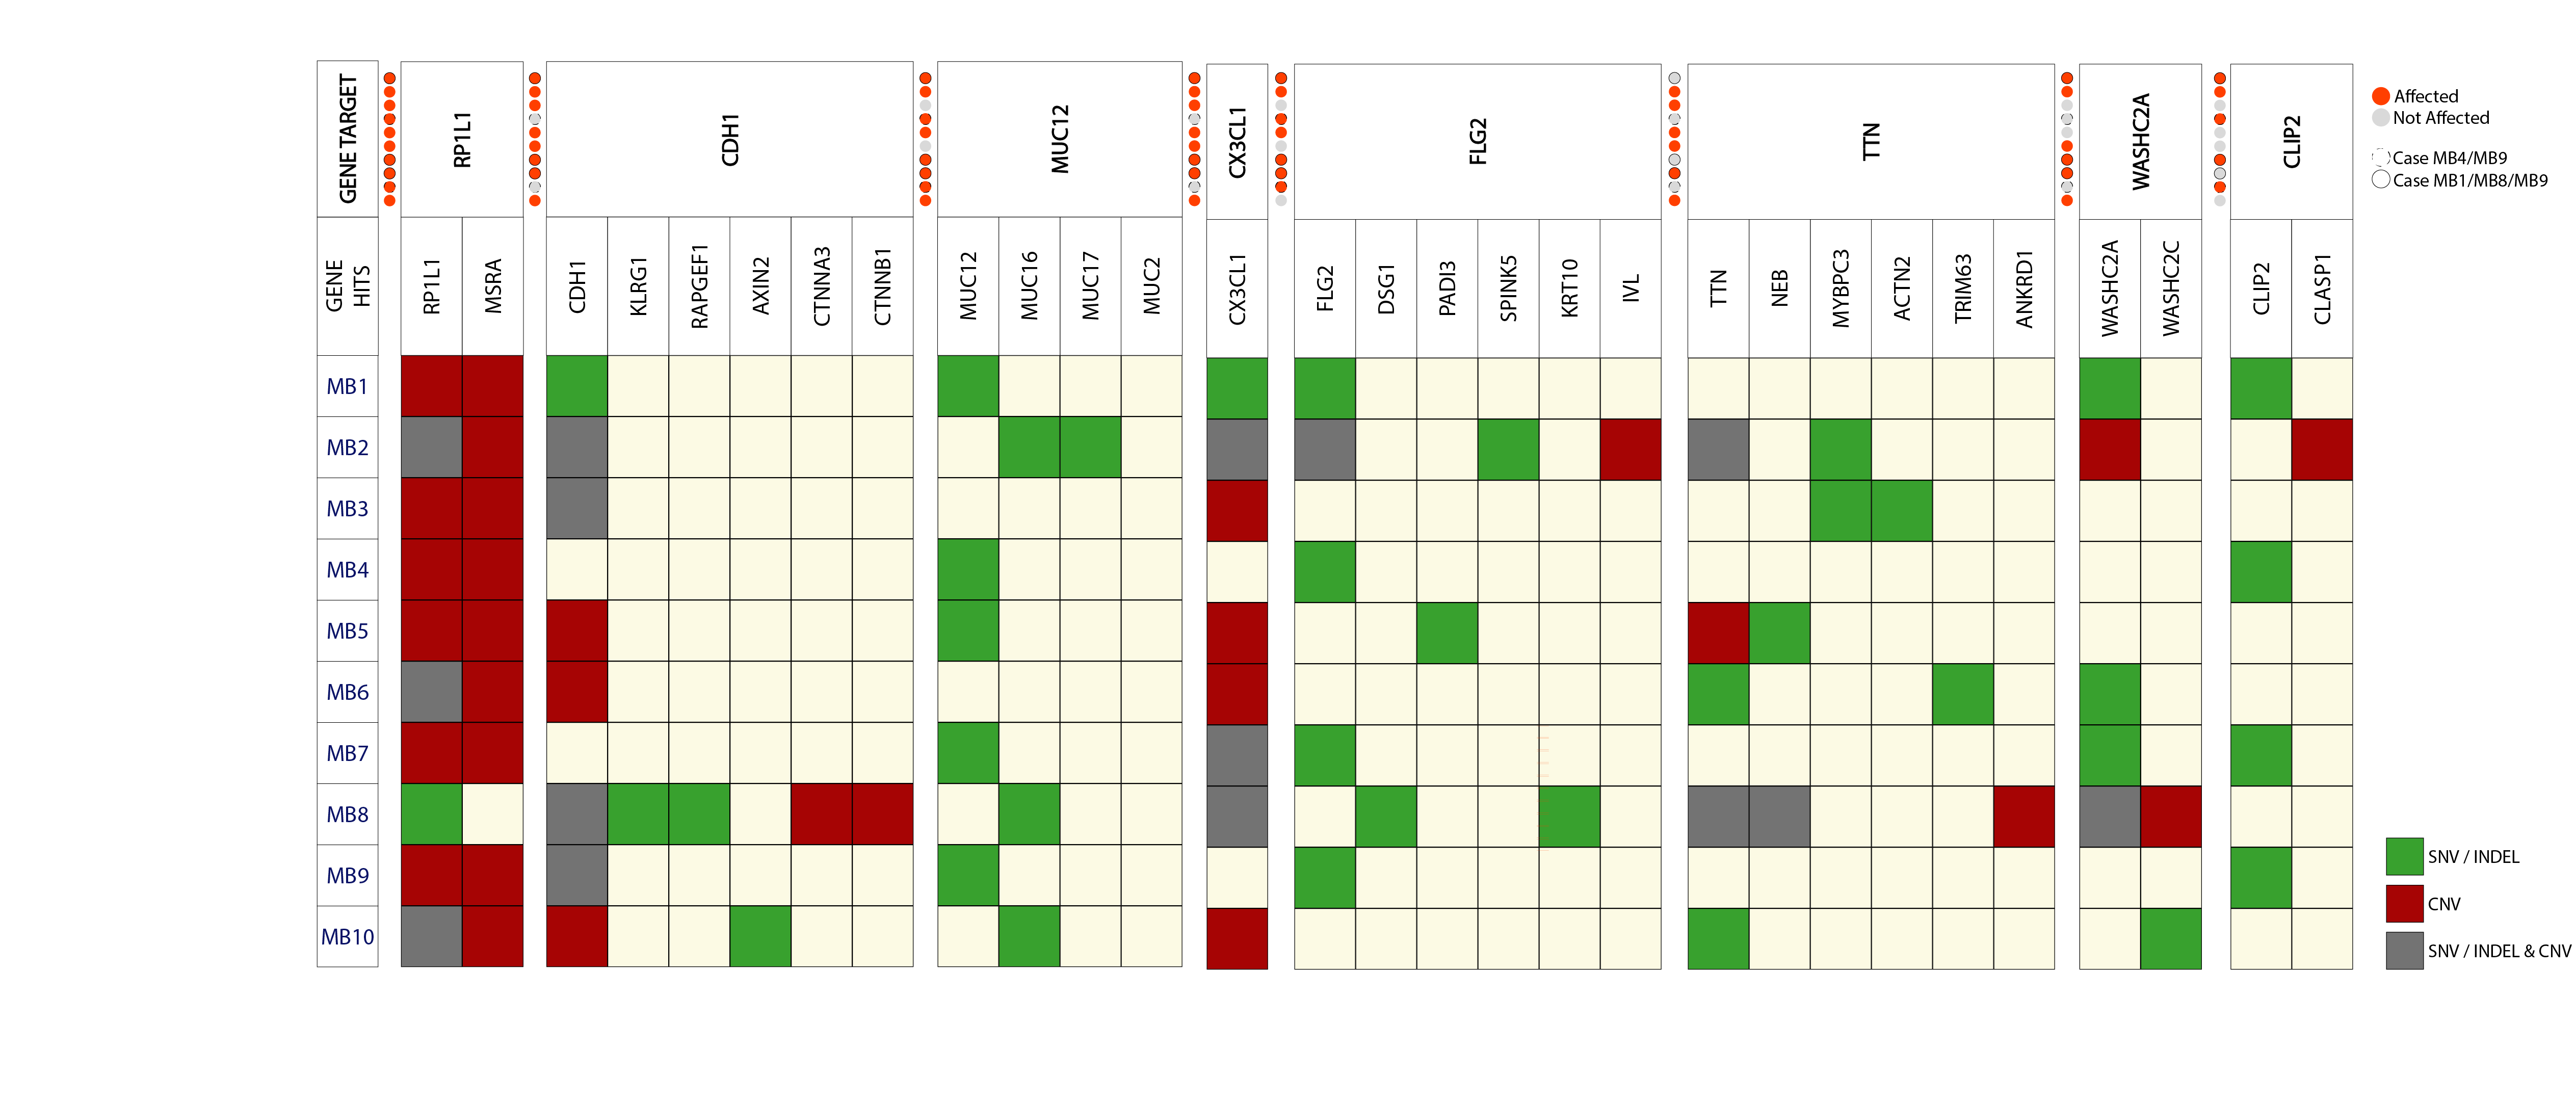 GENE TARGET
RP1L1
CDH1
MUC12
CX3CL1
FLG2
TTN
WASHC2A
CLIP2
Affected
Not Affected
Case MB4/MB9
Case MB1/MB8/MB9
GENE
HITS
RP1L1
MSRA
CDH1
KLRG1
RAPGEF1
AXIN2
CTNNA3
CTNNB1
MUC12
MUC16
MUC17
MUC2
CX3CL1
FLG2
DSG1
PADI3
SPINK5
KRT10
IVL
TTN
NEB
MYBPC3
ACTN2
TRIM63
ANKRD1
WASHC2A
WASHC2C
CLIP2
CLASP1
MB1
MB2
MB3
MB4
MB5
MB6
MB7
MB8
MB9
MB10
SNV / INDEL
CNV
SNV / INDEL & CNV